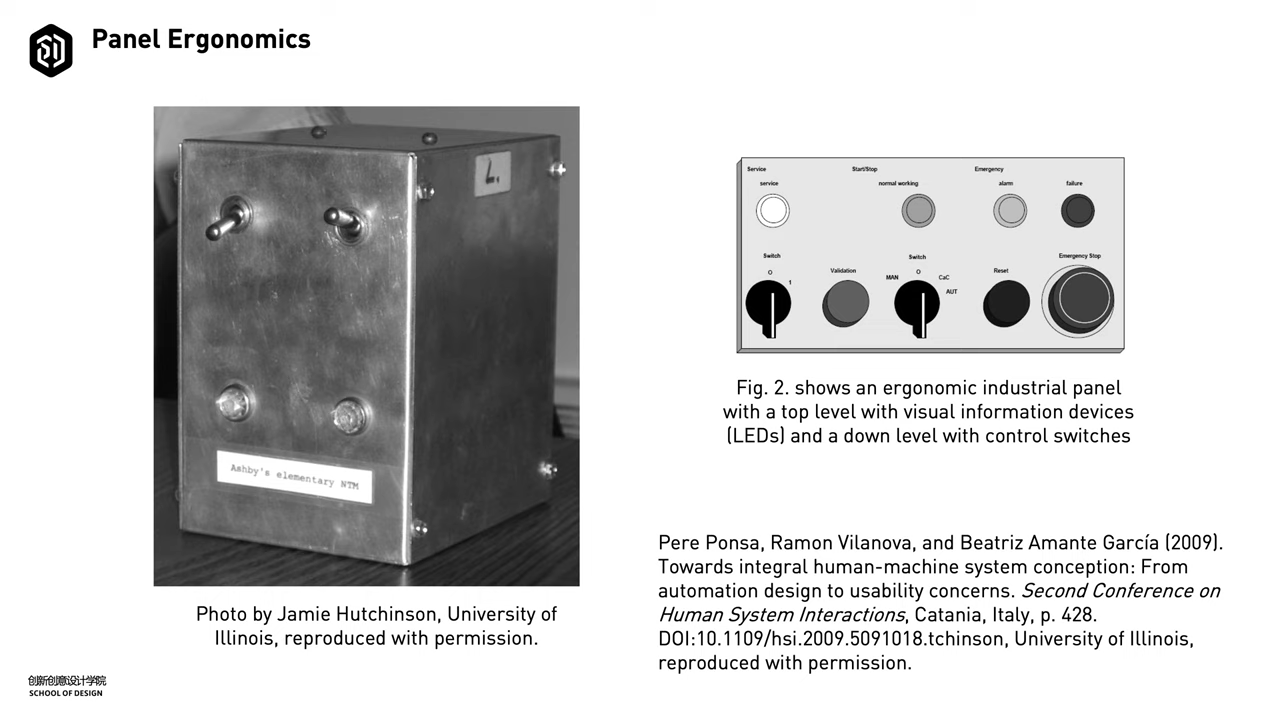 Panel Ergonomics
L.
Ashby's elementary NTM
Photo by Jamie Hutchinson, University of
Illinois, reproduced with permission.
Service
Start/Stop
Emergency
service
normal working
alarm
failure
Switch
Validation
Switch
Reset
Emergency Stop
O
1
MAN
O
CaC
AUT
Fig. 2. shows an ergonomic industrial panel
with a top level with visual information devices
(LEDs) and a down level with control switches
Pere Ponsa, Ramon Vilanova, and Beatriz Amante García (2009).
Towards integral human-machine system conception: From
automation design to usability concerns. Second Conference on
Human System Interactions, Catania, Italy, p. 428.
DOI:10.1109/hsi.2009.5091018.tchinson, University of Illinois,
reproduced with permission.
创新创意设计学院
SCHOOL OF DESIGN